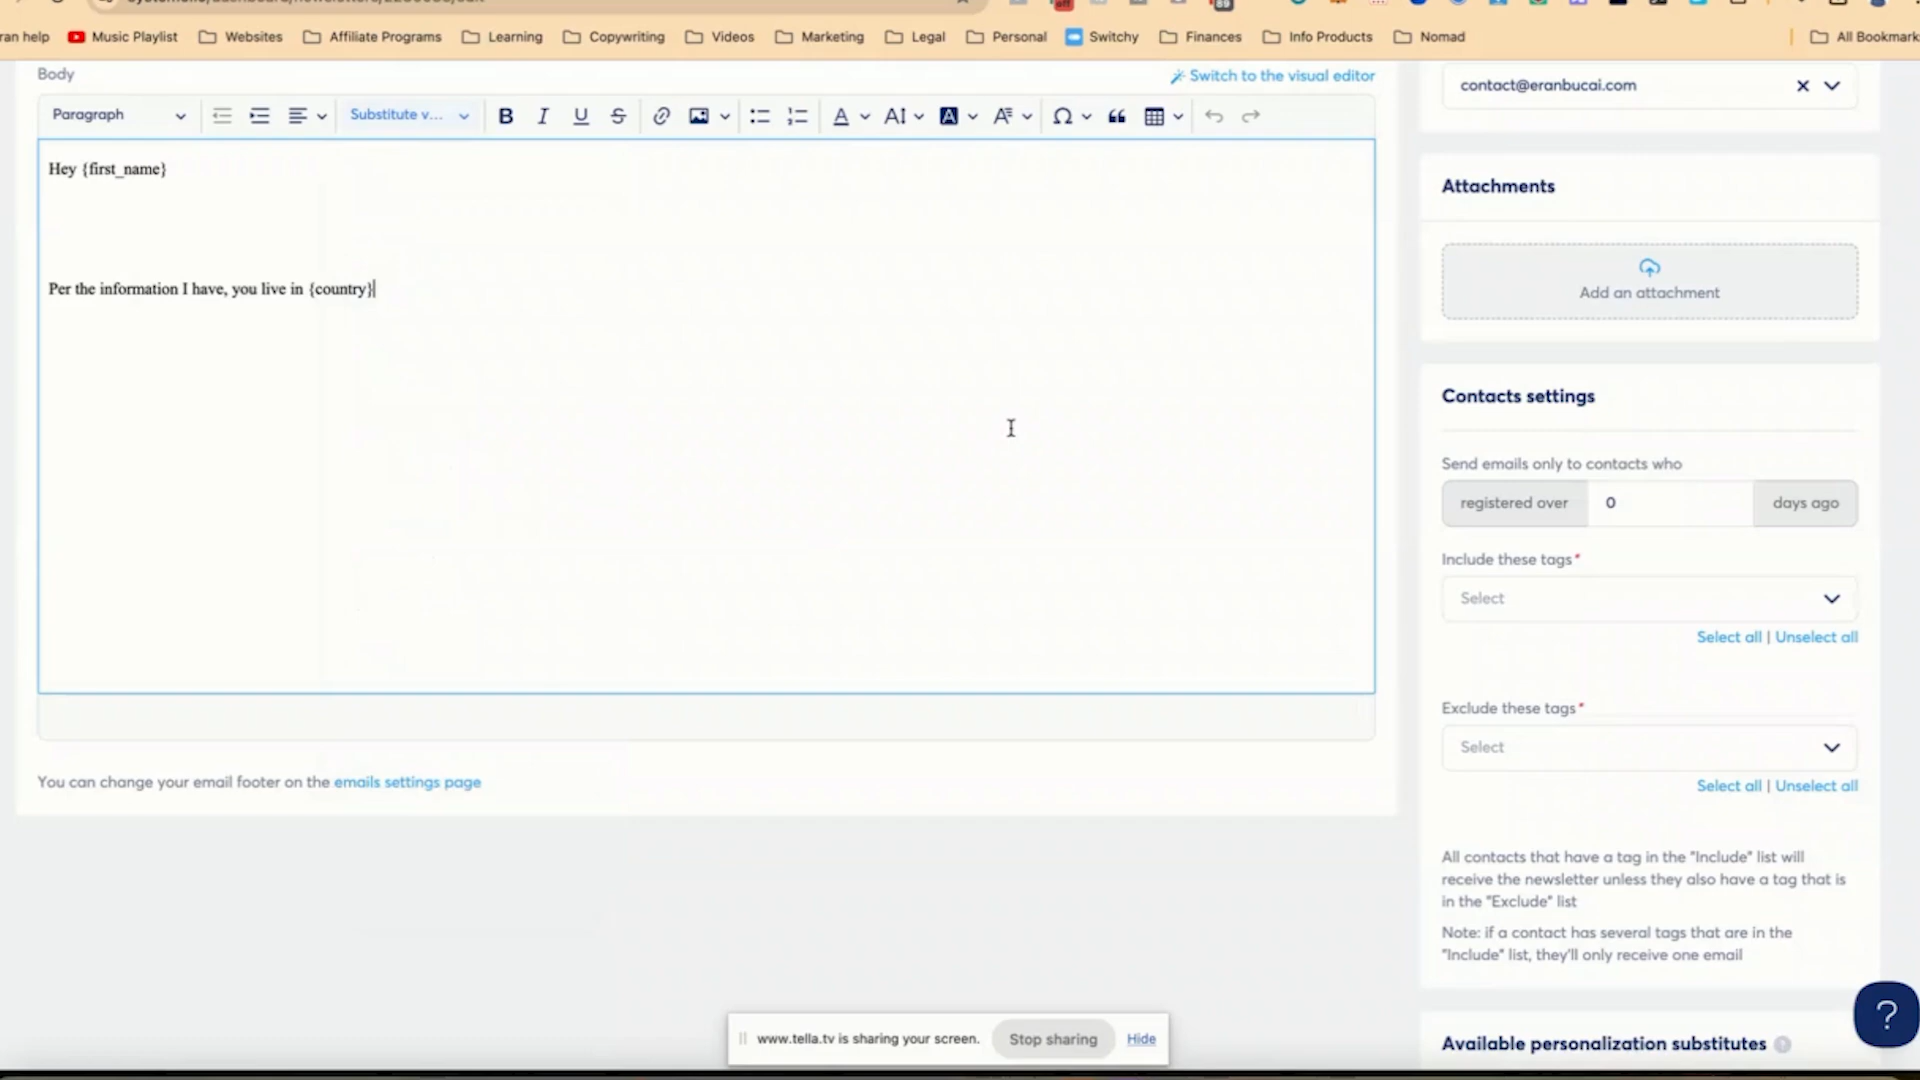 off
89
ran help
Music Playlist
Websites
Affiliate Programs
Learning
Copywriting
Videos
Marketing
Legal
Personal
Switchy
Finances
Info Products
Nomad
All Bookmark
Body
Switch to the visual editor
Paragraph
Substitute v...
Hey {first_name}
Per the information I have, you live in {country}
You can change your email footer on the emails settings page
contact@eranbucai.com
Attachments
Add an attachment
Contacts settings
Send emails only to contacts who
registered over 0 days ago
Include these tags*
Select
Select all | Unselect all
Exclude these tags*
Select
Select all | Unselect all
All contacts that have a tag in the "Include" list will
receive the newsletter unless they also have a tag that is
in the "Exclude" list
Note: if a contact has several tags that are in the
"Include" list, they'll only receive one email
Available personalization substitutes
www.tella.tv is sharing your screen.
Stop sharing
Hide